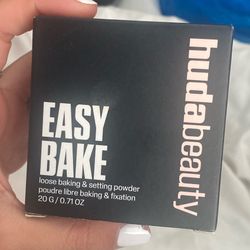 EASY
BAKE
loose baking & setting powder
poudre libre baking & fixation
20 G / 0.71 OZ
hudabeauty